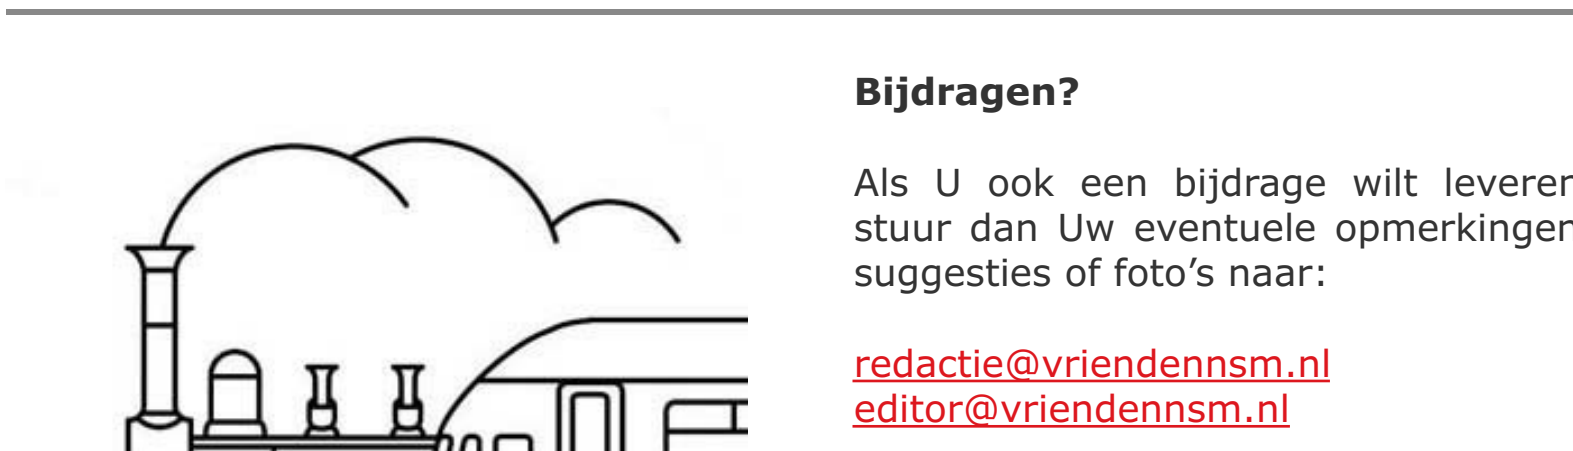 Bijdragen?
Als U ook een bijdrage wilt leveren
stuur dan Uw eventuele opmerkingen
suggesties of foto’s naar:
redactie@vriendennsm.nl
editor@vriendennsm.nl